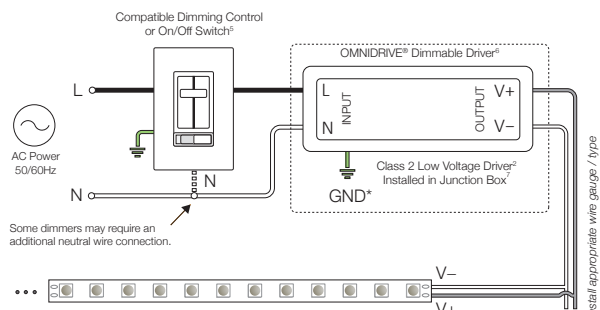 Compatible Dimming Control
or On/Off Switch⁵
OMNIDRIVE® Dimmable Driver⁶
L
L
INPUT
N
OUTPUT
V+
V−
AC Power
50/60Hz
N
N
GND*
Class 2 Low Voltage Driver²
Installed in Junction Box⁷
Some dimmers may require an
additional neutral wire connection.
V−
V+
appropriate wire gauge / type